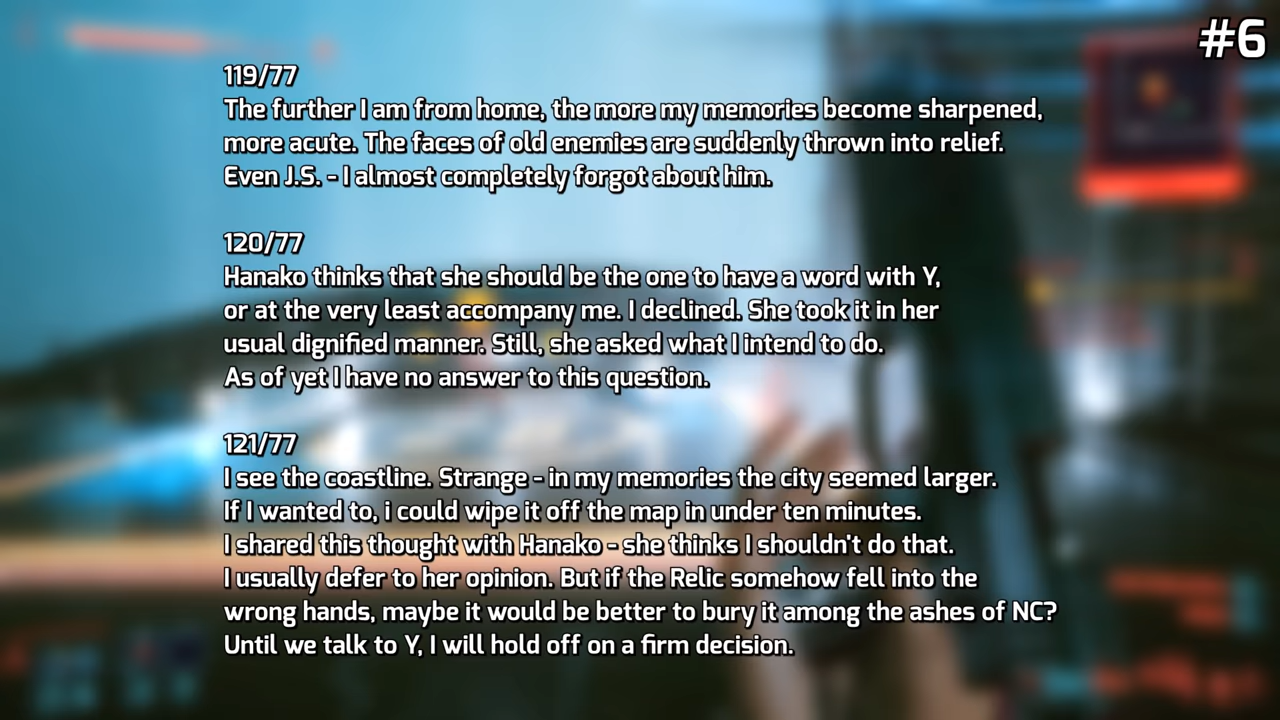 #6
119/77
The further I am from home, the more my memories become sharpened,
more acute. The faces of old enemies are suddenly thrown into relief.
Even J.S. - I almost completely forgot about him.
120/77
Hanako thinks that she should be the one to have a word with Y,
or at the very least accompany me. I declined. She took it in her
usual dignified manner. Still, she asked what I intend to do.
As of yet I have no answer to this question.
121/77
I see the coastline. Strange - in my memories the city seemed larger.
If I wanted to, i could wipe it off the map in under ten minutes.
I shared this thought with Hanako - she thinks I shouldn't do that.
I usually defer to her opinion. But if the Relic somehow fell into the
wrong hands, maybe it would be better to bury it among the ashes of NC?
Until we talk to Y, I will hold off on a firm decision.